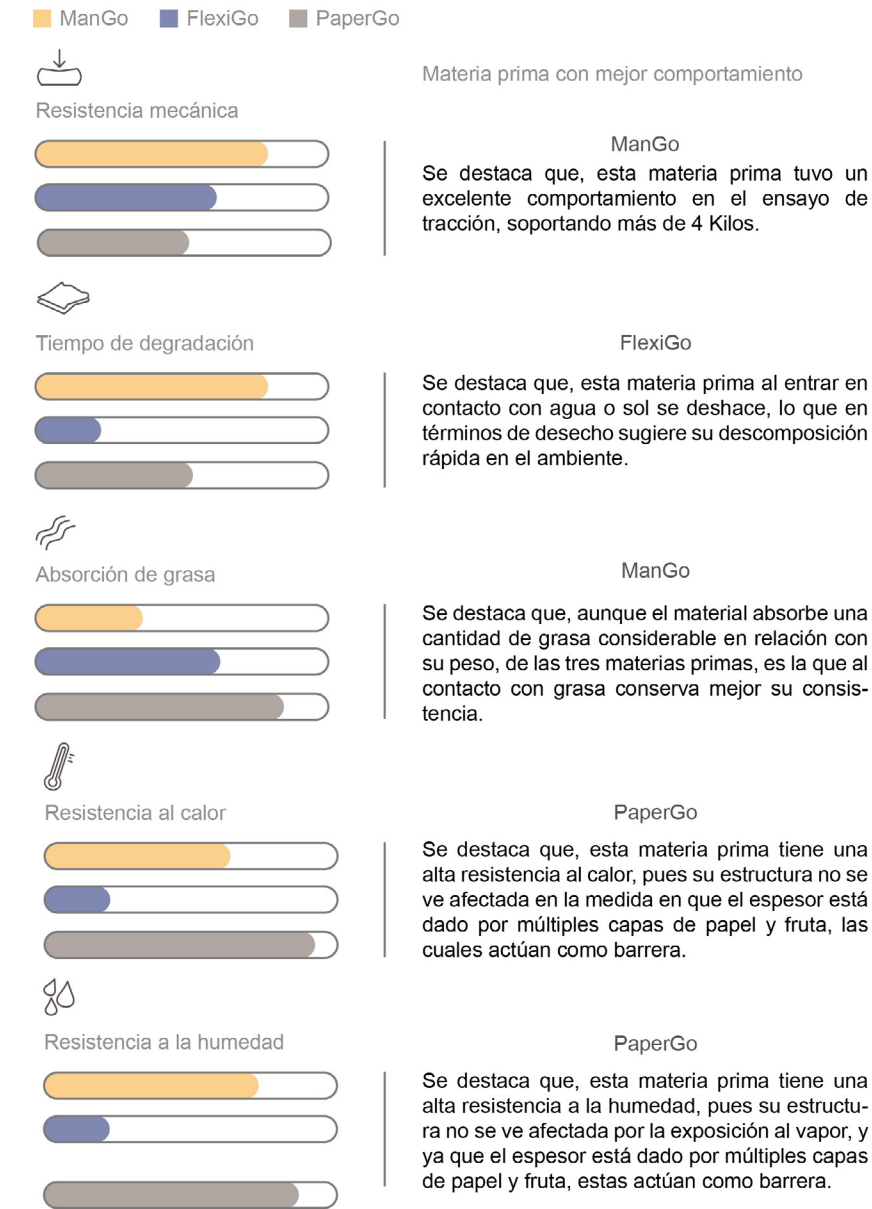 ManGo FlexiGo PaperGo
Materia prima con mejor comportamiento
Resistencia mecánica
ManGo
Se destaca que, esta materia prima tuvo un
excelente comportamiento en el ensayo de
tracción, soportando más de 4 Kilos.
Tiempo de degradación
FlexiGo
Se destaca que, esta materia prima al entrar en
contacto con agua o sol se deshace, lo que en
términos de desecho sugiere su descomposición
rápida en el ambiente.
Absorción de grasa
ManGo
Se destaca que, aunque el material absorbe una
cantidad de grasa considerable en relación con
su peso, de las tres materias primas, es la que al
contacto con grasa conserva mejor su consis-
tencia.
Resistencia al calor
PaperGo
Se destaca que, esta materia prima tiene una
alta resistencia al calor, pues su estructura no se
ve afectada en la medida en que el espesor está
dado por múltiples capas de papel y fruta, las
cuales actúan como barrera.
Resistencia a la humedad
PaperGo
Se destaca que, esta materia prima tiene una
alta resistencia a la humedad, pues su estructu-
ra no se ve afectada por la exposición al vapor, y
ya que el espesor está dado por múltiples capas
de papel y fruta, estas actúan como barrera.